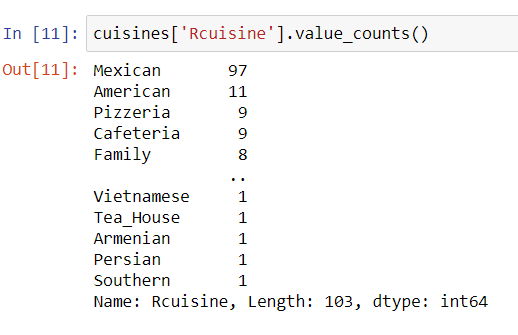 In [11]: cuisines['Rcuisine'].value_counts()
Out[11]: Mexican 97
American 11
Pizzeria 9
Cafeteria 9
Family 8
..
Vietnamese 1
Tea_House 1
Armenian 1
Persian 1
Southern 1
Name: Rcuisine, Length: 103, dtype: int64